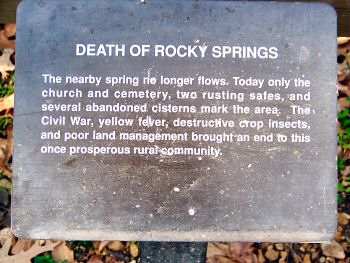 DEATH OF ROCKY SPRINGS
The nearby spring no longer flows. Today only the
church and cemetery, two rusting safes, and
several abandoned cisterns mark the area. The
Civil War, yellow fever, destructive crop insects,
and poor land management brought an end to this
once prosperous rural community.